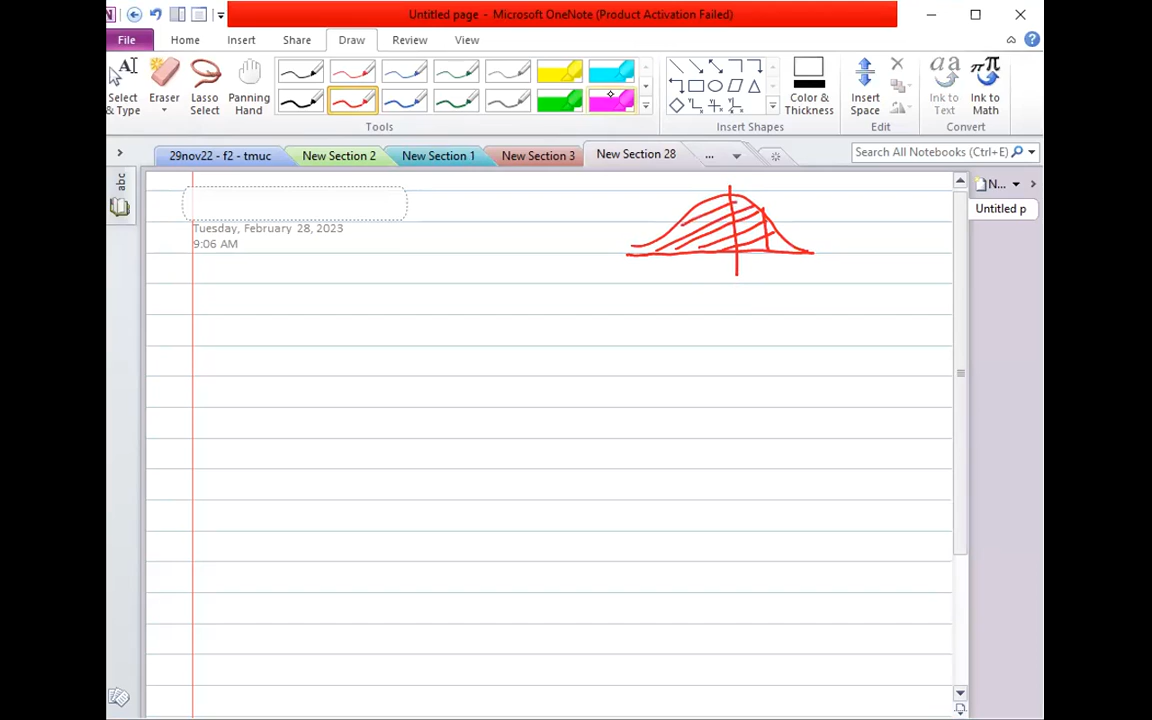 Untitled page - Microsoft OneNote (Product Activation Failed)
File Home Insert Share Draw Review View
Select & Type
Eraser
Lasso Select
Panning Hand
Color & Thickness
Insert Space
Ink to Text
Ink to Math
Tools
Insert Shapes
Edit
Convert
29nov22 - f2 - tmuc New Section 2 New Section 1 New Section 3 New Section 28 ... Search All Notebooks (Ctrl+E)
abc
N...
Untitled p
Tuesday, February 28, 2023
9:06 AM